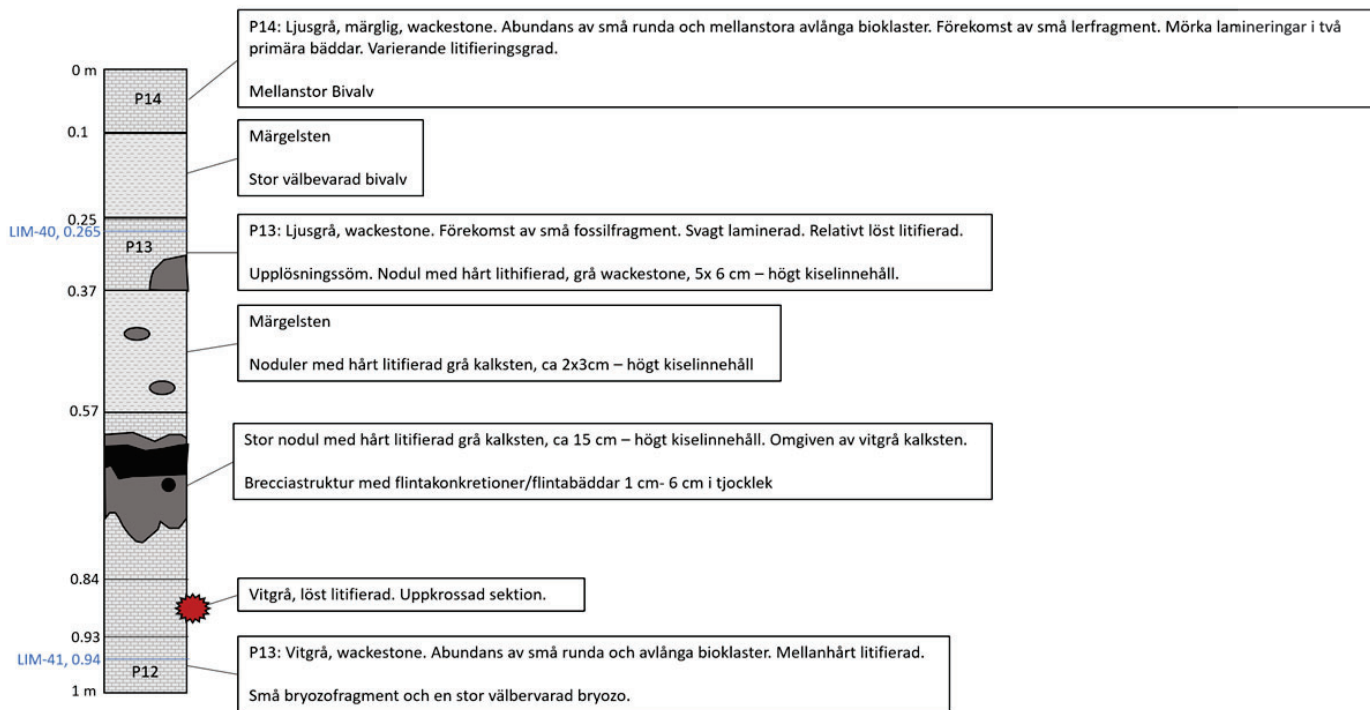 P14: Ljusgrå, märglig, wackestone. Abundans av små runda och mellanstora avlånga bioklaster. Förekomst av små lerfragment. Mörka lamineringar i två
primära bäddar. Varierande litifieringsgrad.
Mellanstor Bivalv
0 m
P14
0.1
Märgelsten
Stor välbevarad bivalv
0.25
LIM-40, 0.265
P13
P13: Ljusgrå, wackestone. Förekomst av små fossilfragment. Svagt laminerad. Relativt löst litifierad.
Upplösningssöm. Nodul med hårt lithifierad, grå wackestone, 5x 6 cm – högt kiselinnehåll.
0.37
Märgelsten
Noduler med hårt litifierad grå kalksten, ca 2x3cm – högt kiselinnehåll
0.57
Stor nodul med hårt litifierad grå kalksten, ca 15 cm – högt kiselinnehåll. Omgiven av vitgrå kalksten.
Brecciastruktur med flintakonkretioner/flintabäddar 1 cm- 6 cm i tjocklek
0.84
Vitgrå, löst litifierad. Uppkrossad sektion.
0.93
LIM-41, 0.94
P12
1 m
P13: Vitgrå, wackestone. Abundans av små runda och avlånga bioklaster. Mellanhårt litifierad.
Små bryozofragment och en stor välbervarad bryozo.